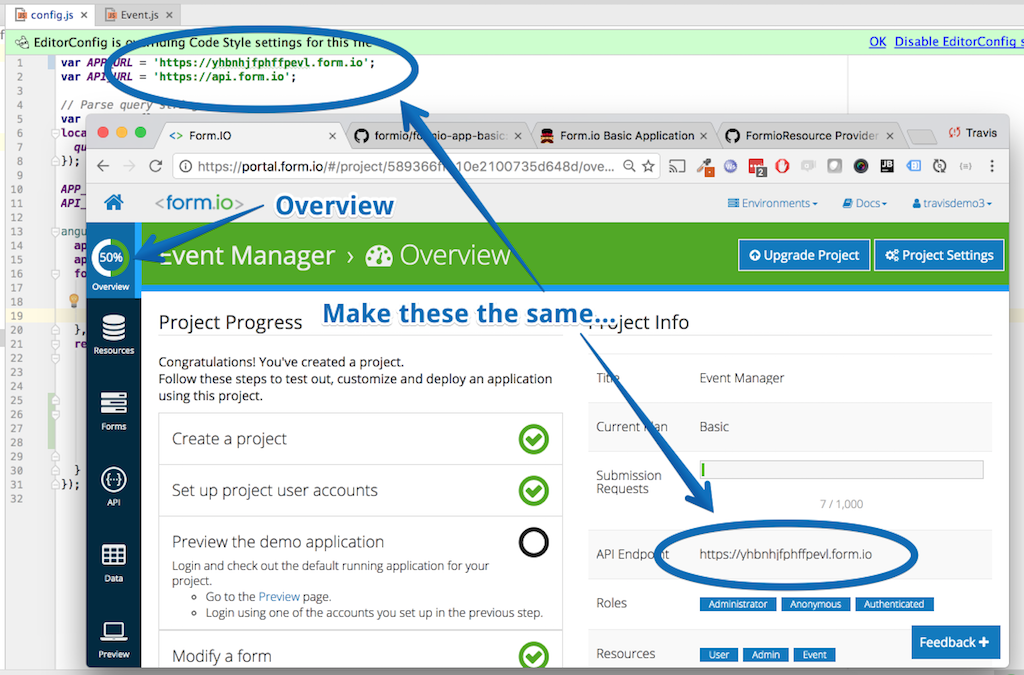 config.js
Event.js
EditorConfig is overriding Code Style settings for this file
OK Disable EditorConfig s
1 var APP_URL = 'https://yhbnhjfphffpevl.form.io';
2 var API_URL = 'https://api.form.io';
3
4 // Parse query string
5 var
6 loca
7 qu
8 });
9
10 APP_
11 API_
12
13 angu
14 ap
15 ap
16 fo
17
18
19
20 },
21 re
22
23
24
25
26
27
28
29
30 }
31 });
32
Form.IO
formio/formio-app-basic
Form.io Basic Application
FormioResource Provider
Travis
https://portal.form.io/#/project/589366f
10e2100735d648d/ove...
2
JB
<form.io>
Overview
Environments
Docs
travisdemo3
50%
Overview
Event Manager › Overview
Upgrade Project
Project Settings
Make these the same...
Resources
Forms
API
Data
Preview
Project Progress
Congratulations! You've created a project.
Follow these steps to test out, customize and deploy an application
using this project.
Create a project
Set up project user accounts
Preview the demo application
Login and check out the default running application for your
project.
Go to the Preview page.
Login using one of the accounts you set up in the previous step.
Modify a form
Project Info
Title Event Manager
Current Plan Basic
Submission
Requests
7 / 1,000
API Endpoint https://yhbnhjfphffpevl.form.io
Roles Administrator Anonymous Authenticated
Resources User Admin Event
Feedback +